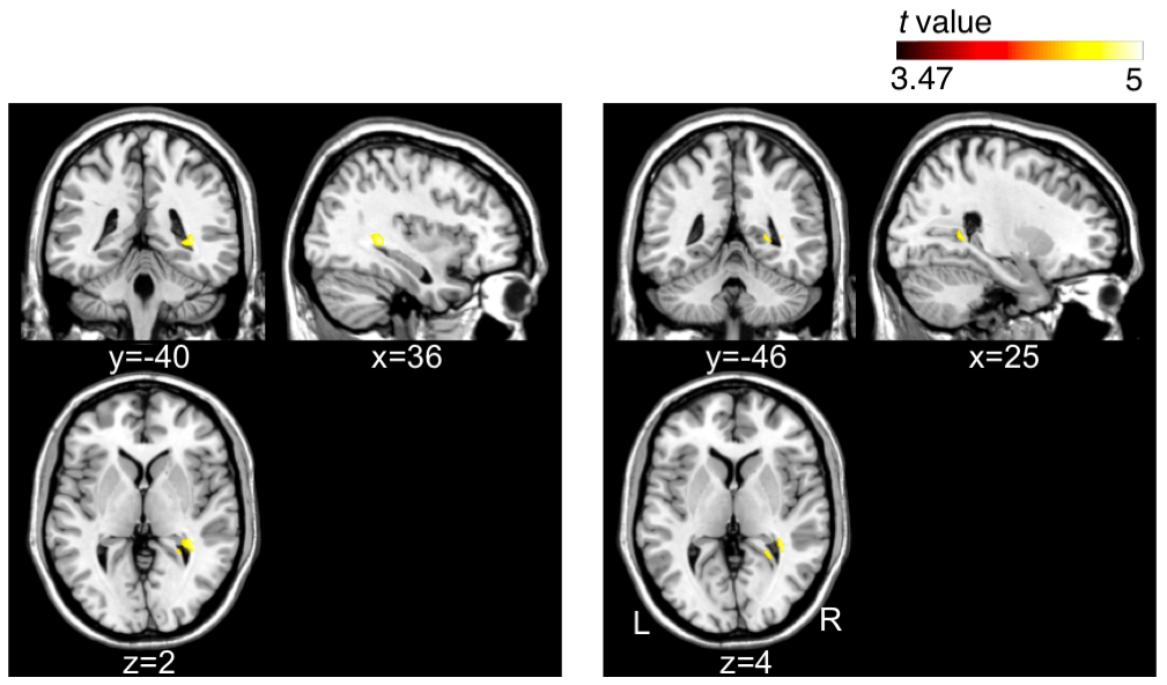 t value
3.47 5
y=-40 x=36
y=-46 x=25
z=2
L R
z=4